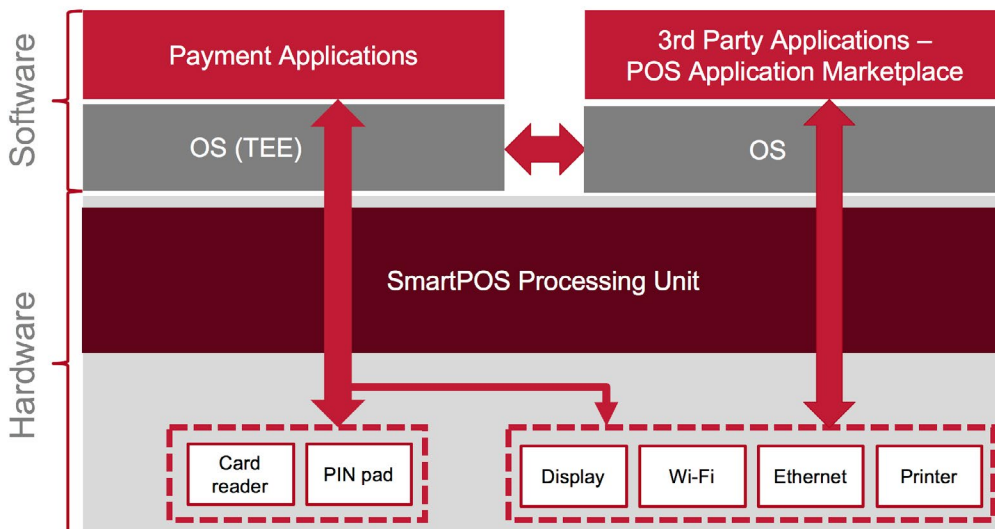 Software
Payment Applications
3rd Party Applications –
POS Application Marketplace
OS (TEE)
OS
Hardware
SmartPOS Processing Unit
Card
reader
PIN pad
Display
Wi-Fi
Ethernet
Printer